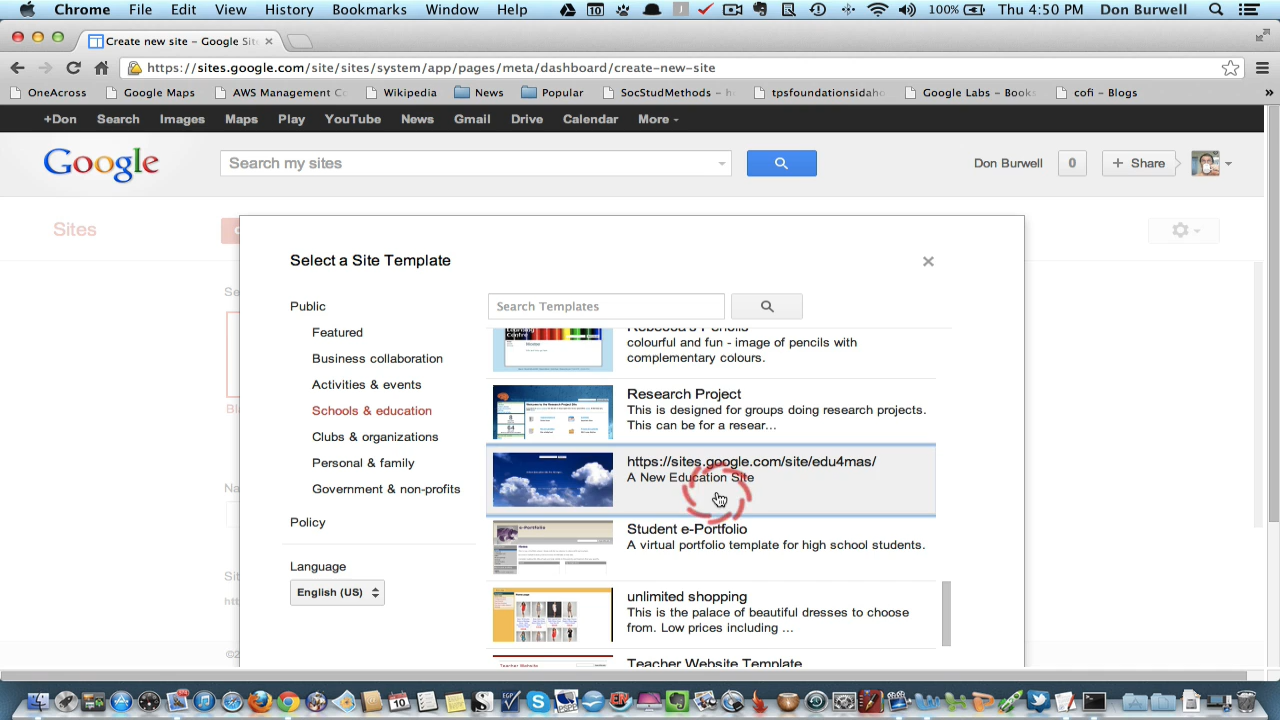 Chrome File Edit View History Bookmarks Window Help 100% Thu 4:50 PM Don Burwell
Create new site – Google Sit
https://sites.google.com/site/sites/system/app/pages/meta/dashboard/create-new-site
OneAcross Google Maps AWS Management Co Wikipedia News Popular SocStudMethods – ho tpsfoundationsidaho Google Labs – Books cofi – Blogs »
+Don Search Images Maps Play YouTube News Gmail Drive Calendar More
Google Search my sites Don Burwell 0 + Share
Sites
Select a Site Template
Public
Search Templates
Featured
Business collaboration
Activities & events
Schools & education
Clubs & organizations
Personal & family
Government & non-profits
Policy
Language
English (US)
Rebecca's Pencils
colourful and fun - image of pencils with
complementary colours.
Research Project
This is designed for groups doing research projects.
This can be for a resear...
https://sites.google.com/site/edu4mas/
A New Education Site
Student e-Portfolio
A virtual portfolio template for high school students.
unlimited shopping
This is the palace of beautiful dresses to choose
from. Low prices including ...
Teacher Website Template